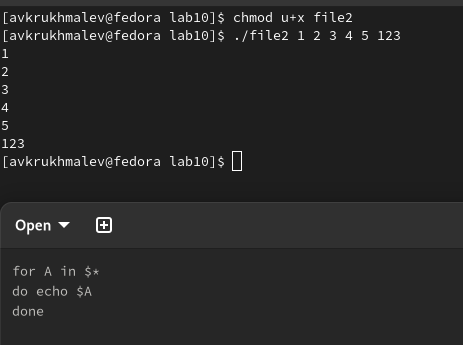 [avkrukhmalev@fedora lab10]$ chmod u+x file2
[avkrukhmalev@fedora lab10]$ ./file2 1 2 3 4 5 123
1
2
3
4
5
123
[avkrukhmalev@fedora lab10]$
Open
for A in $*
do echo $A
done